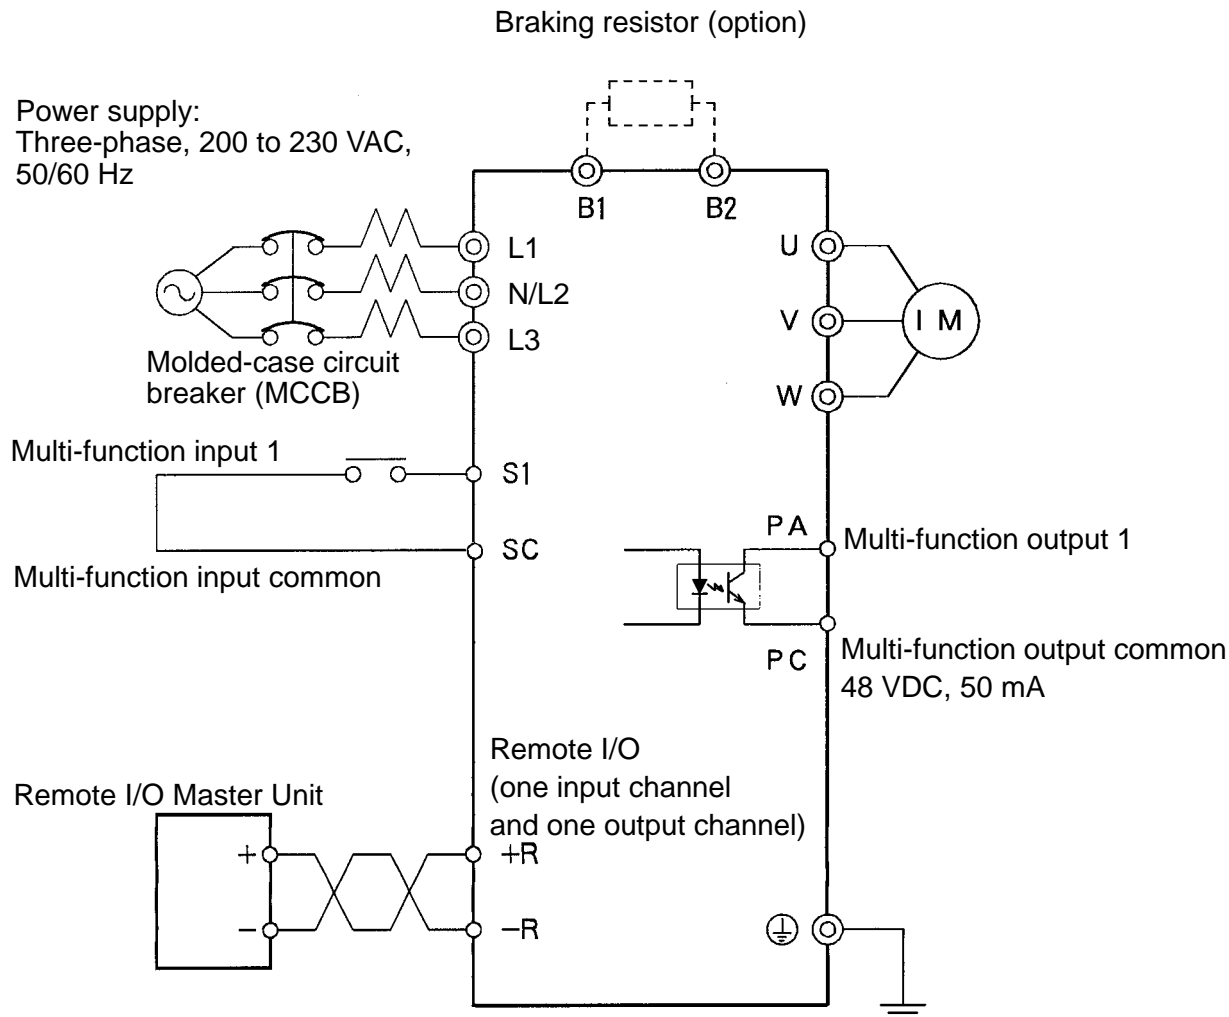 Braking resistor (option)
Power supply:
Three-phase, 200 to 230 VAC,
50/60 Hz
B1
B2
L1
N/L2
L3
U
V
W
I M
Molded-case circuit
breaker (MCCB)
Multi-function input 1
S1
SC
Multi-function input common
PA
Multi-function output 1
PC
Multi-function output common
48 VDC, 50 mA
Remote I/O
(one input channel
and one output channel)
Remote I/O Master Unit
+
−
+R
−R